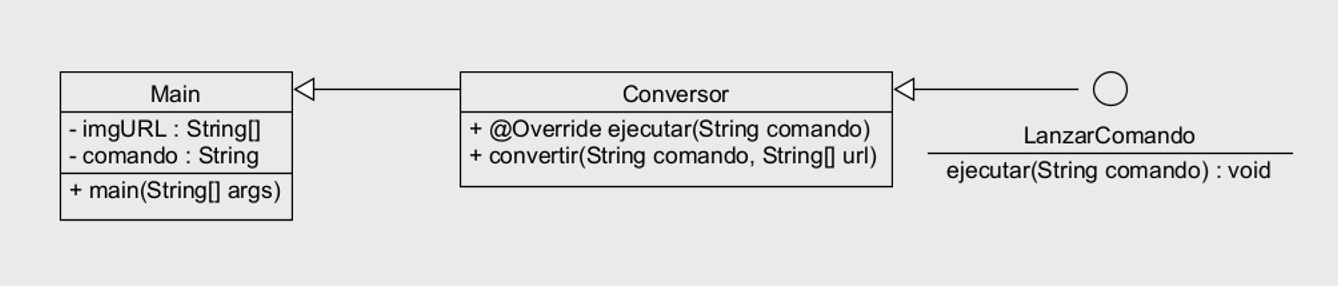 Main
- imgURL : String[]
- comando : String
+ main(String[] args)
Conversor
+ @Override ejecutar(String comando)
+ convertir(String comando, String[] url)
LanzarComando
ejecutar(String comando) : void